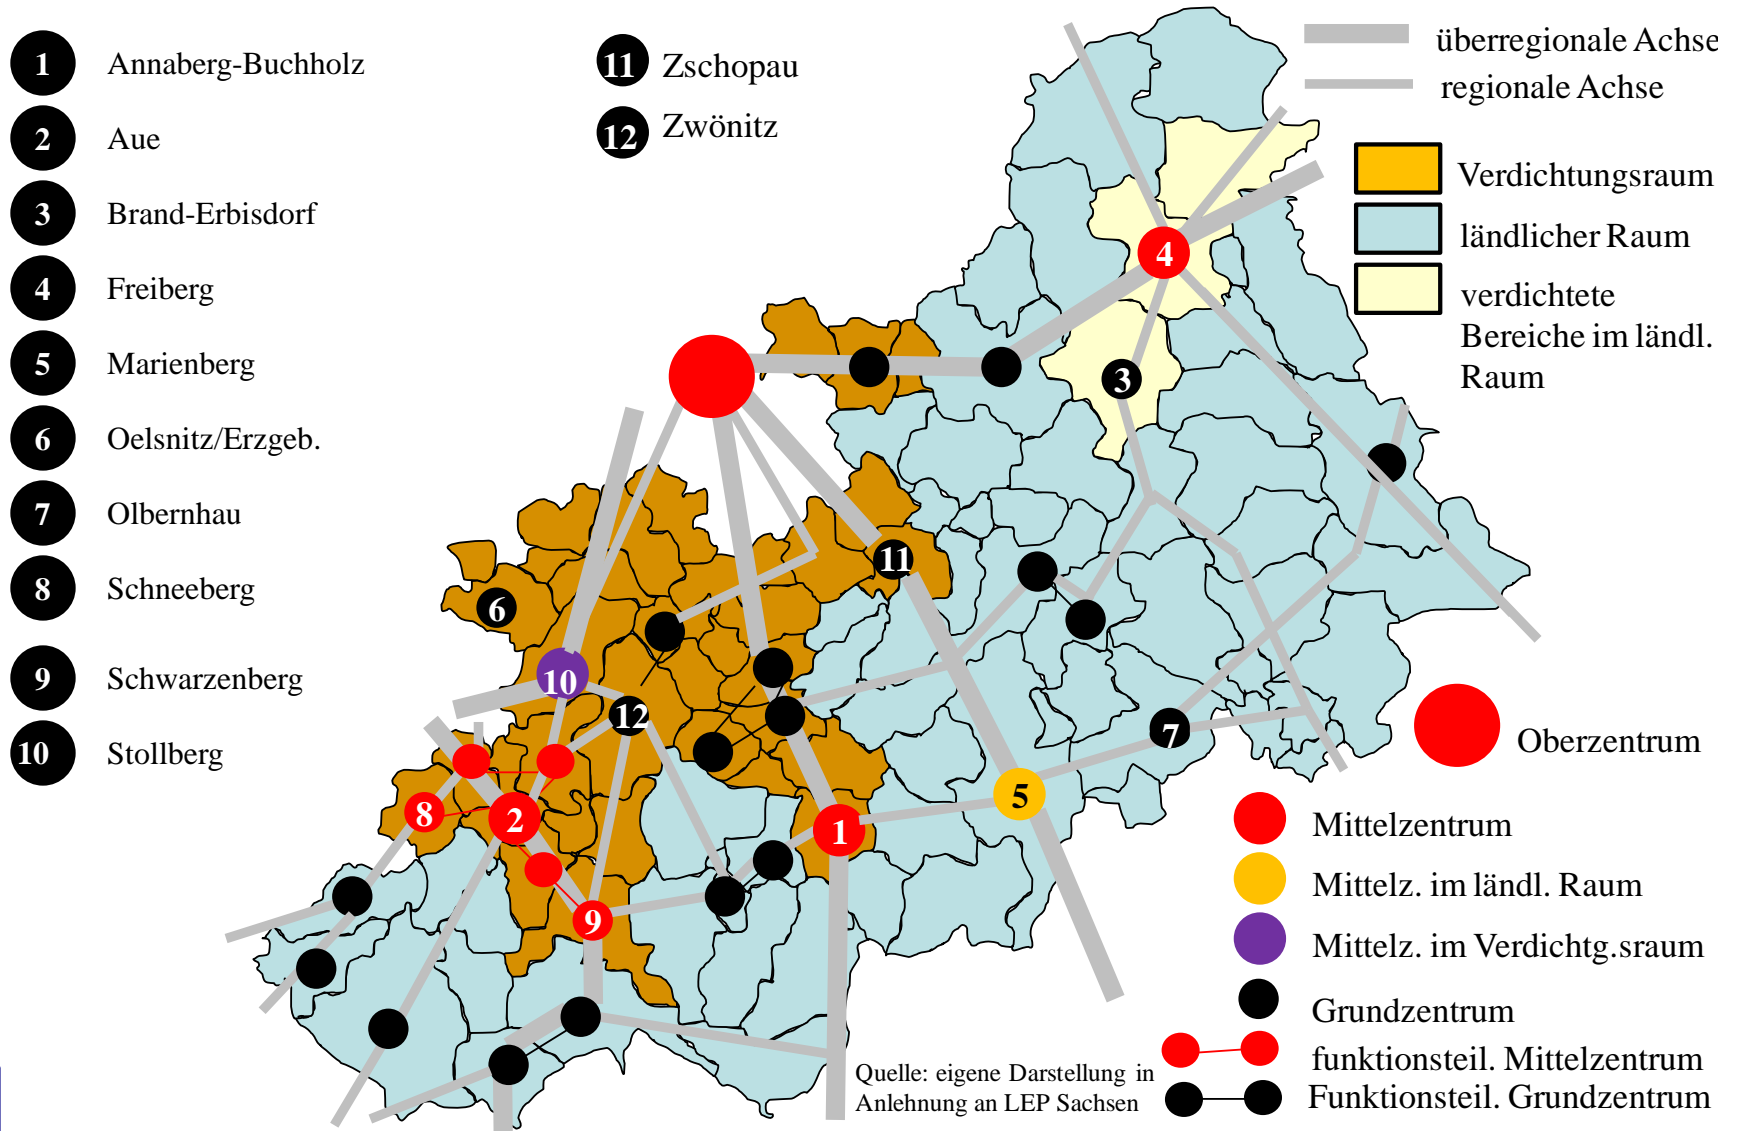 1 Annaberg-Buchholz
2 Aue
3 Brand-Erbisdorf
4 Freiberg
5 Marienberg
6 Oelsnitz/Erzgeb.
7 Olbernhau
8 Schneeberg
9 Schwarzenberg
10 Stollberg
11 Zschopau
12 Zwönitz
überregionale Achse
regionale Achse
Verdichtungsraum
ländlicher Raum
verdichtete
Bereiche im ländl.
Raum
4
3
11
6
10
12
7
5
8
2
1
9
Oberzentrum
Mittelzentrum
Mittelz. im ländl. Raum
Mittelz. im Verdichtg.sraum
Grundzentrum
funktionsteil. Mittelzentrum
Funktionsteil. Grundzentrum
Quelle: eigene Darstellung in
Anlehnung an LEP Sachsen